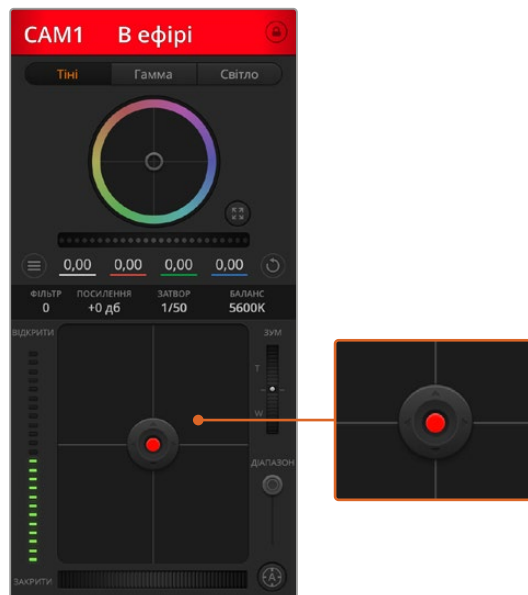 CAM1 В ефірі
Тіні Гамма Світло
0,00 0,00 0,00 0,00
ФІЛЬТР ПОСИЛЕННЯ ЗАТВОР БАЛАНС
0 +0 дб 1/50 5600K
ВІДКРИТИ ЗУМ
T
W
ДІАПАЗОН
ЗАКРИТИ A